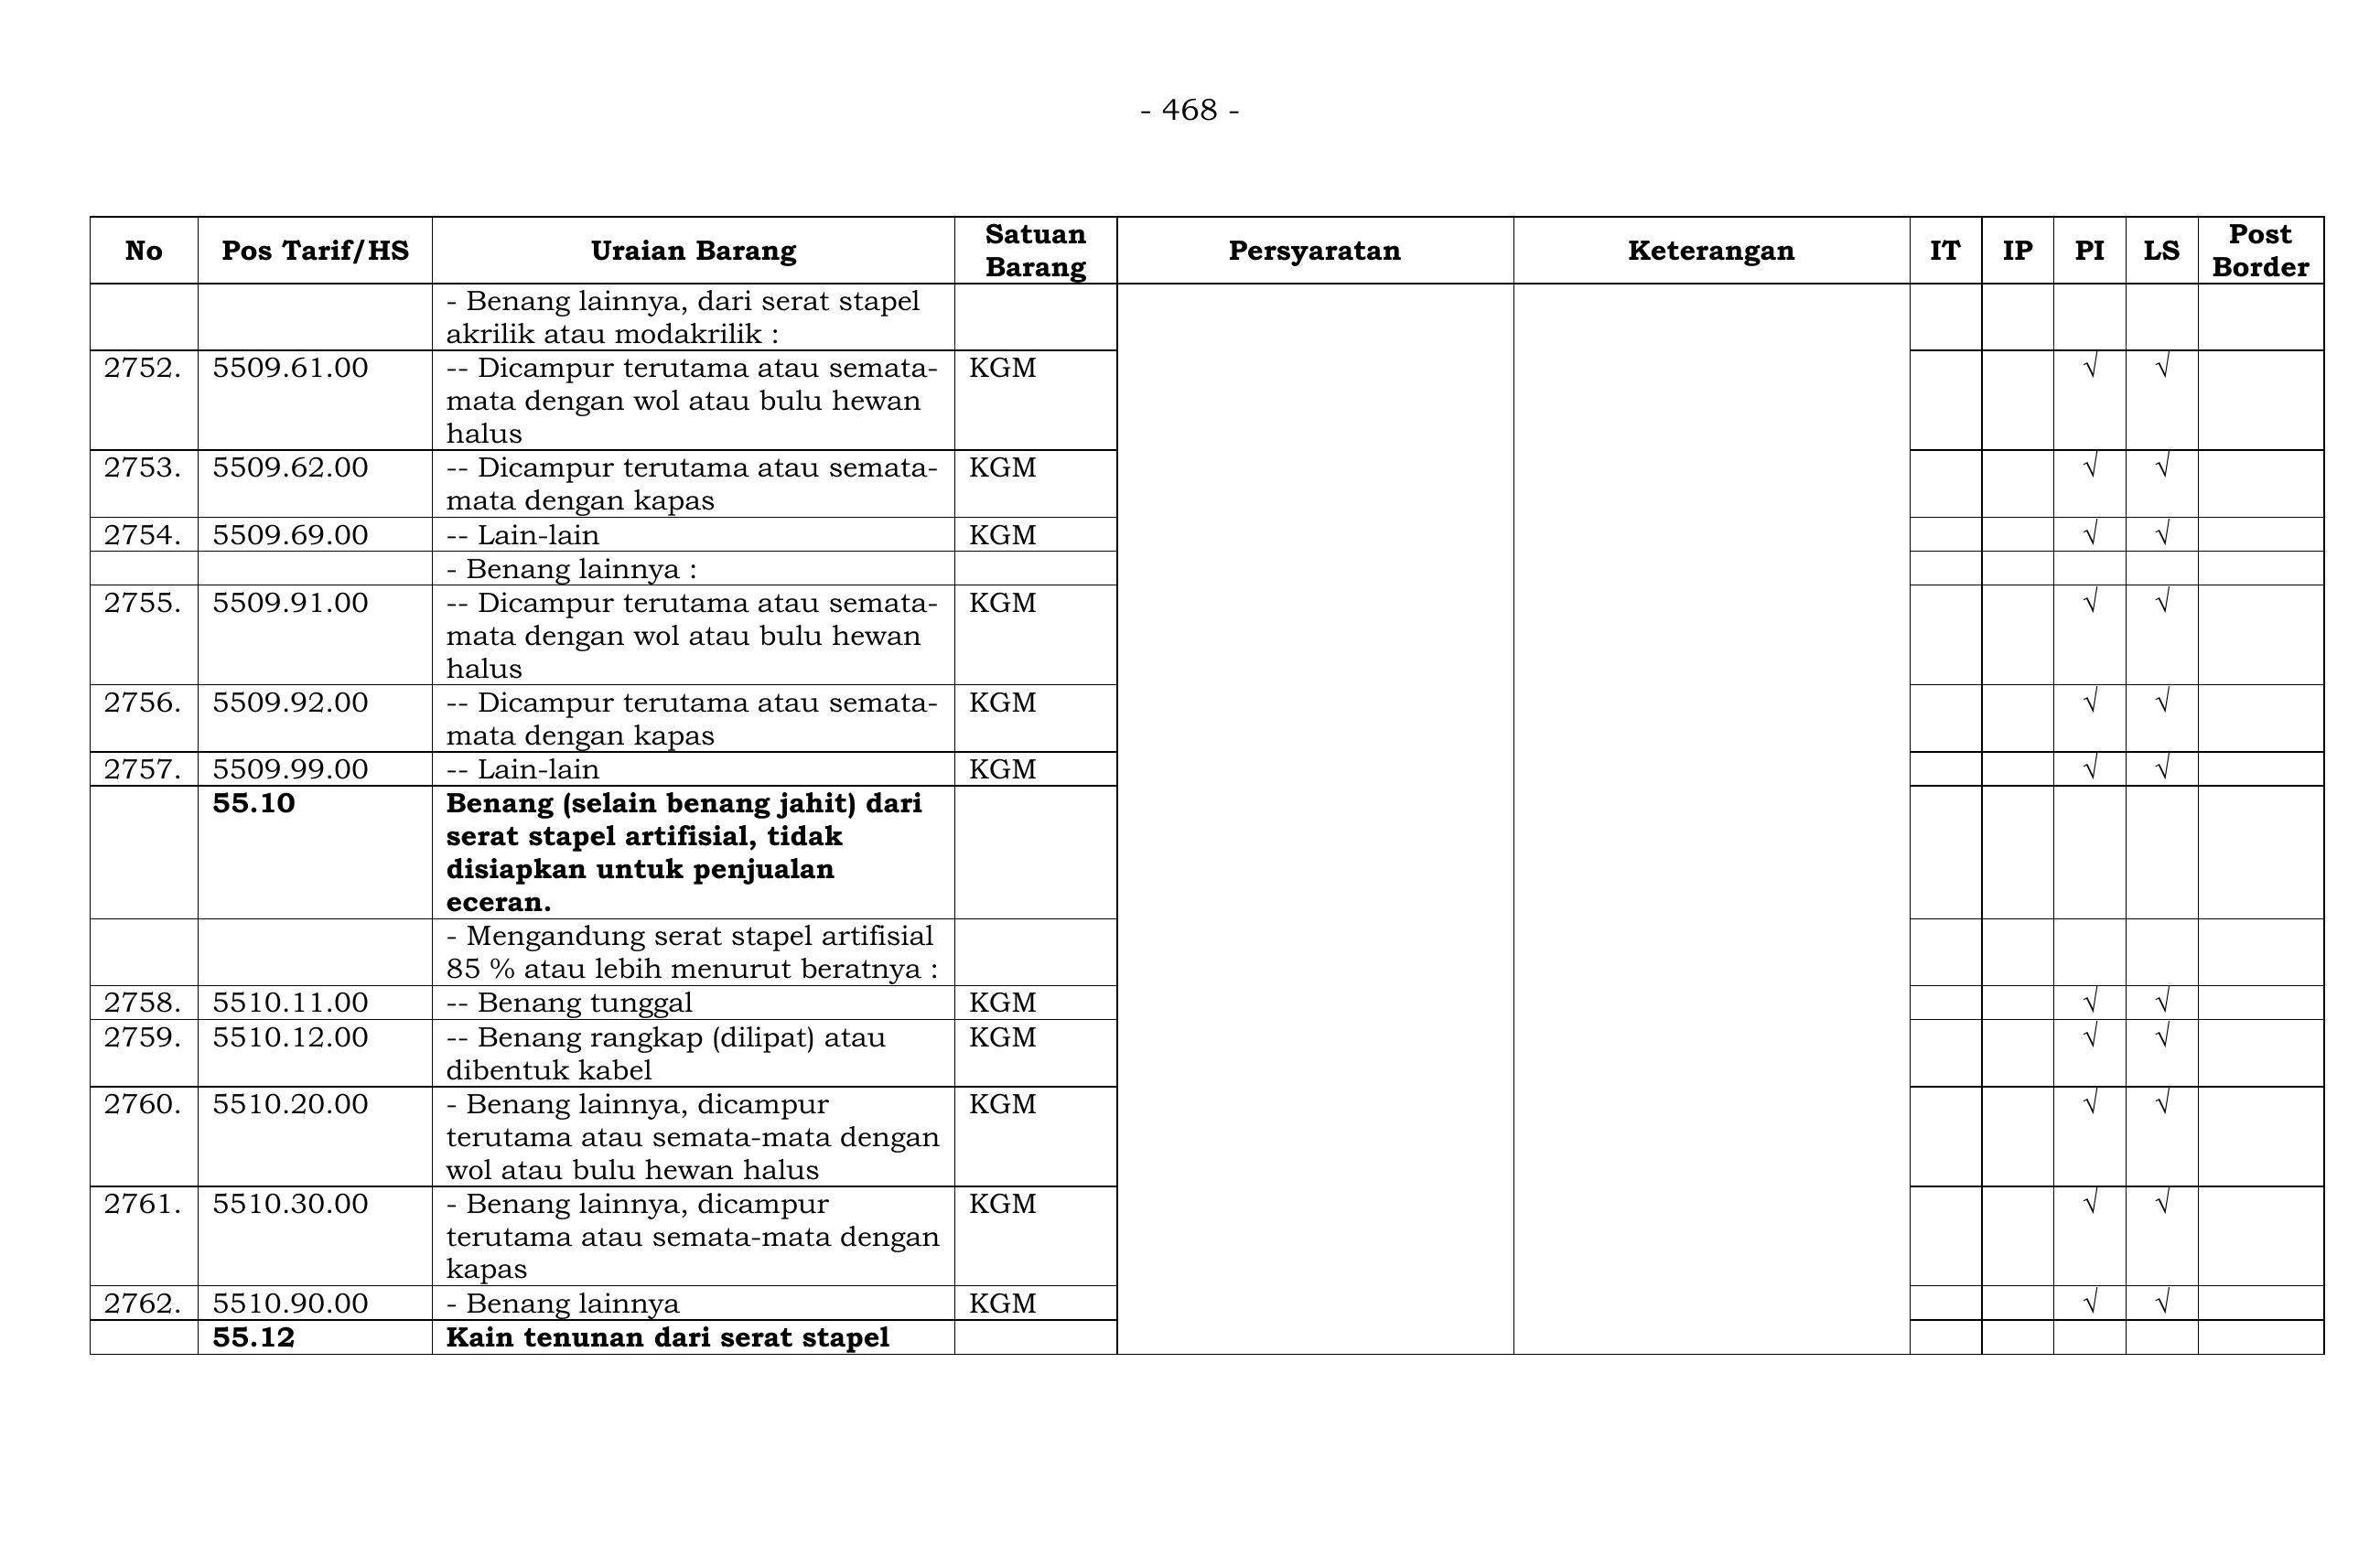 - 468 -
No Pos Tarif/HS Uraian Barang Satuan Barang Persyaratan Keterangan IT IP PI LS Post Border
- Benang lainnya, dari serat stapel
akrilik atau modakrilik :
2752. 5509.61.00 -- Dicampur terutama atau semata- KGM √ √
mata dengan wol atau bulu hewan
halus
2753. 5509.62.00 -- Dicampur terutama atau semata- KGM √ √
mata dengan kapas
2754. 5509.69.00 -- Lain-lain KGM √ √
- Benang lainnya :
2755. 5509.91.00 -- Dicampur terutama atau semata- KGM √ √
mata dengan wol atau bulu hewan
halus
2756. 5509.92.00 -- Dicampur terutama atau semata- KGM √ √
mata dengan kapas
2757. 5509.99.00 -- Lain-lain KGM √ √
55.10 Benang (selain benang jahit) dari
serat stapel artifisial, tidak
disiapkan untuk penjualan
eceran.
- Mengandung serat stapel artifisial
85 % atau lebih menurut beratnya :
2758. 5510.11.00 -- Benang tunggal KGM √ √
2759. 5510.12.00 -- Benang rangkap (dilipat) atau KGM √ √
dibentuk kabel
2760. 5510.20.00 - Benang lainnya, dicampur KGM √ √
terutama atau semata-mata dengan
wol atau bulu hewan halus
2761. 5510.30.00 - Benang lainnya, dicampur KGM √ √
terutama atau semata-mata dengan
kapas
2762. 5510.90.00 - Benang lainnya KGM √ √
55.12 Kain tenunan dari serat stapel